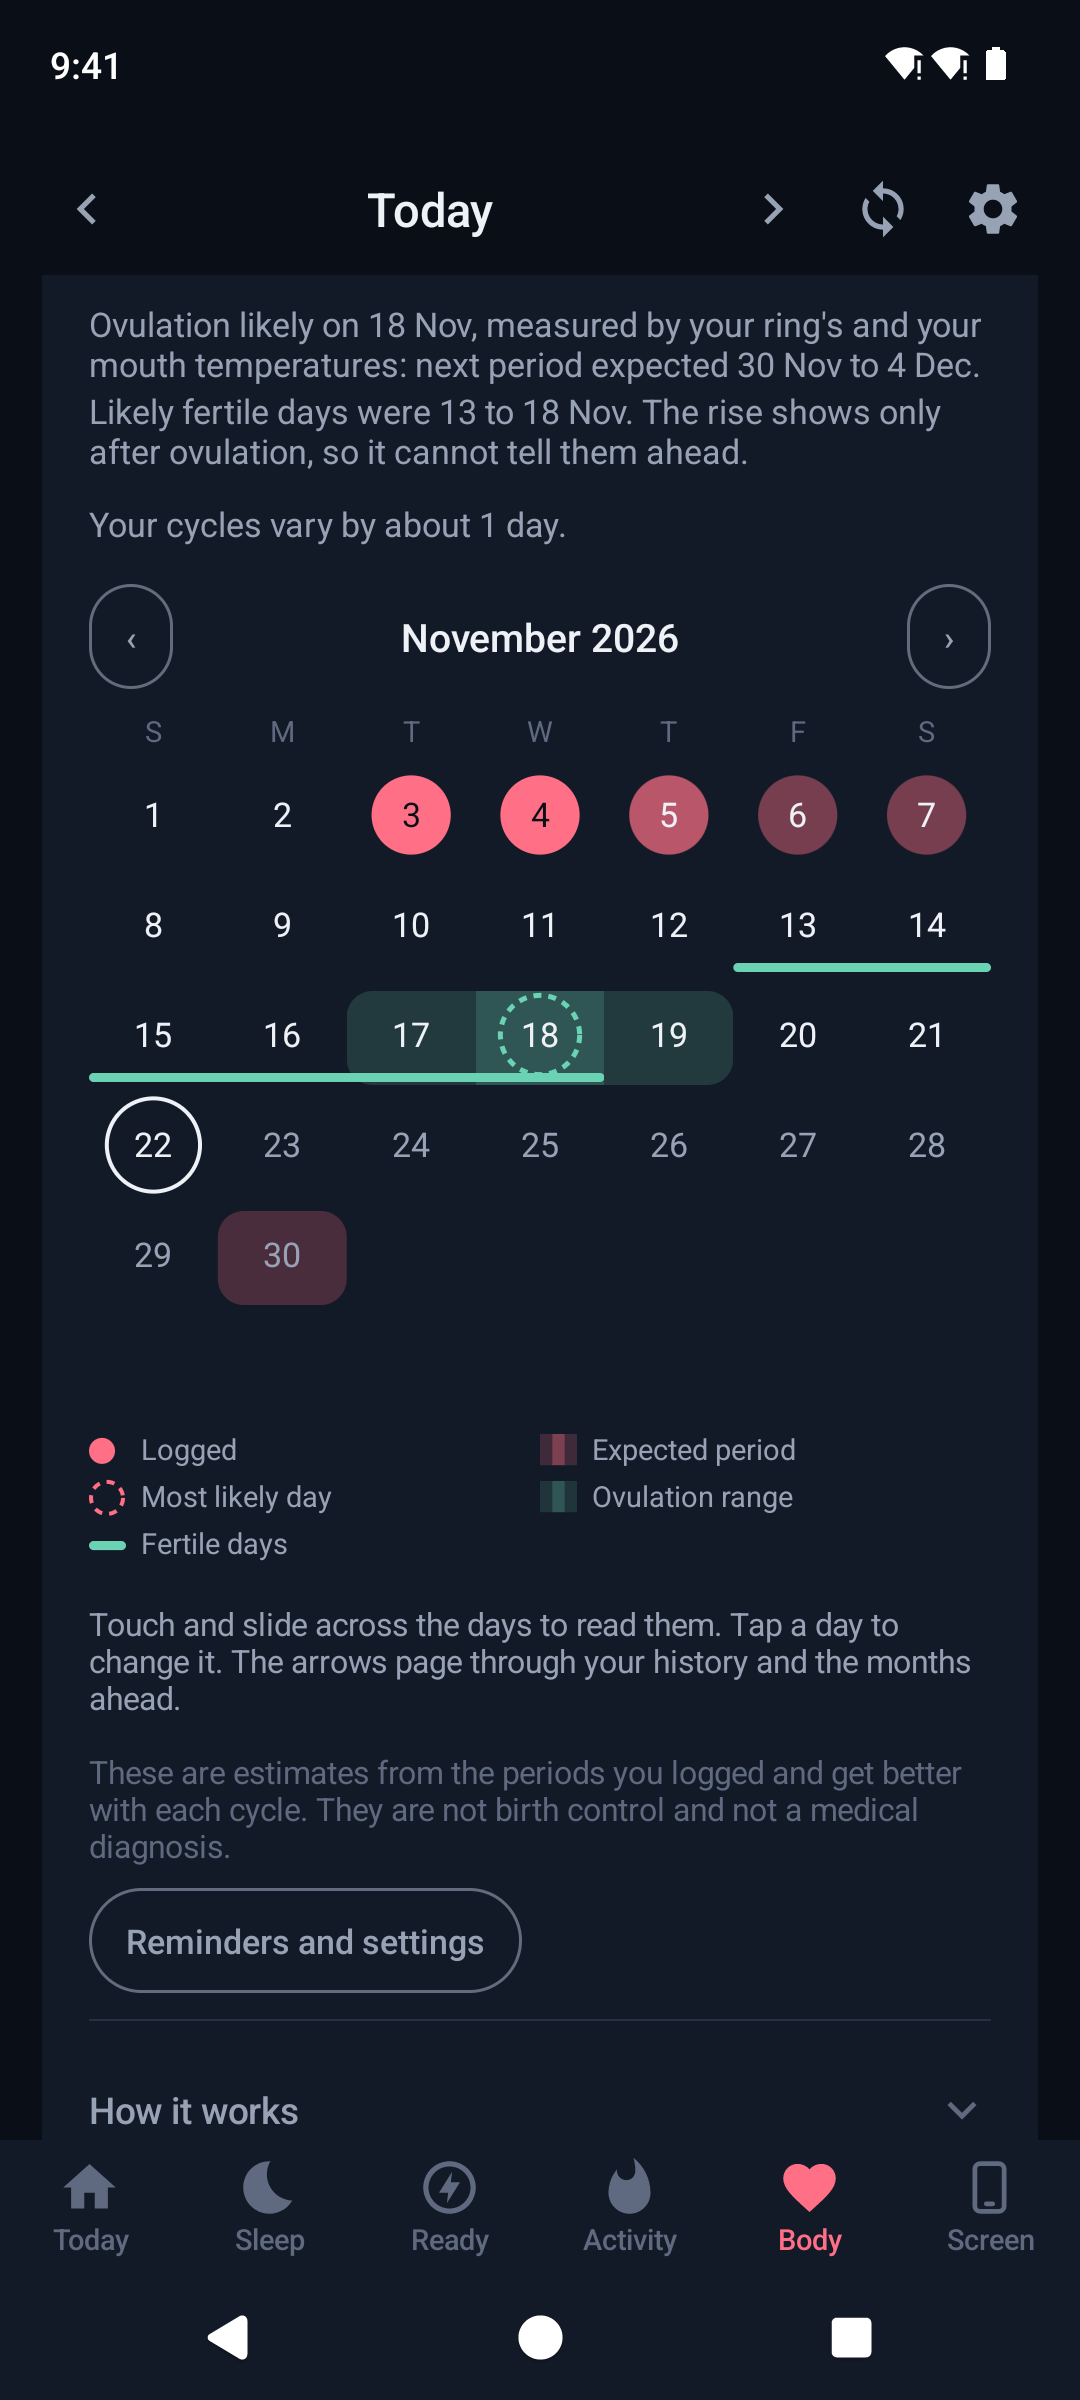 9:41
Today
Ovulation likely on 18 Nov, measured by your ring's and your
mouth temperatures: next period expected 30 Nov to 4 Dec.
Likely fertile days were 13 to 18 Nov. The rise shows only
after ovulation, so it cannot tell them ahead.
Your cycles vary by about 1 day.
‹ November 2026 ›
S M T W T F S
1 2 3 4 5 6 7
8 9 10 11 12 13 14
15 16 17 18 19 20 21
22 23 24 25 26 27 28
29 30
Logged Expected period
Most likely day Ovulation range
Fertile days
Touch and slide across the days to read them. Tap a day to
change it. The arrows page through your history and the months
ahead.
These are estimates from the periods you logged and get better
with each cycle. They are not birth control and not a medical
diagnosis.
Reminders and settings
How it works
Today Sleep Ready Activity Body Screen